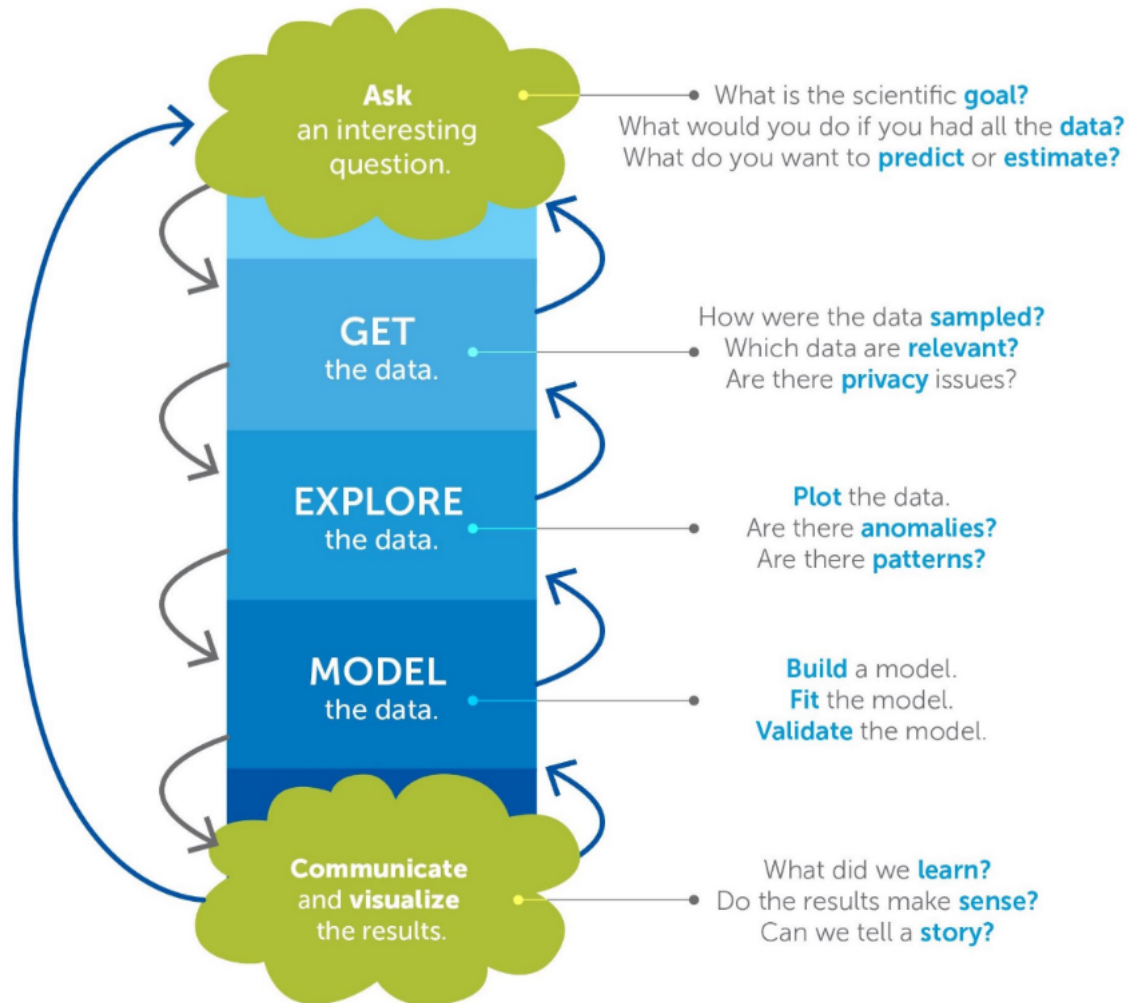 Ask
an interesting
question.
What is the scientific goal?
What would you do if you had all the data?
What do you want to predict or estimate?
GET
the data.
How were the data sampled?
Which data are relevant?
Are there privacy issues?
EXPLORE
the data.
Plot the data.
Are there anomalies?
Are there patterns?
MODEL
the data.
Build a model.
Fit the model.
Validate the model.
Communicate
and visualize
the results.
What did we learn?
Do the results make sense?
Can we tell a story?